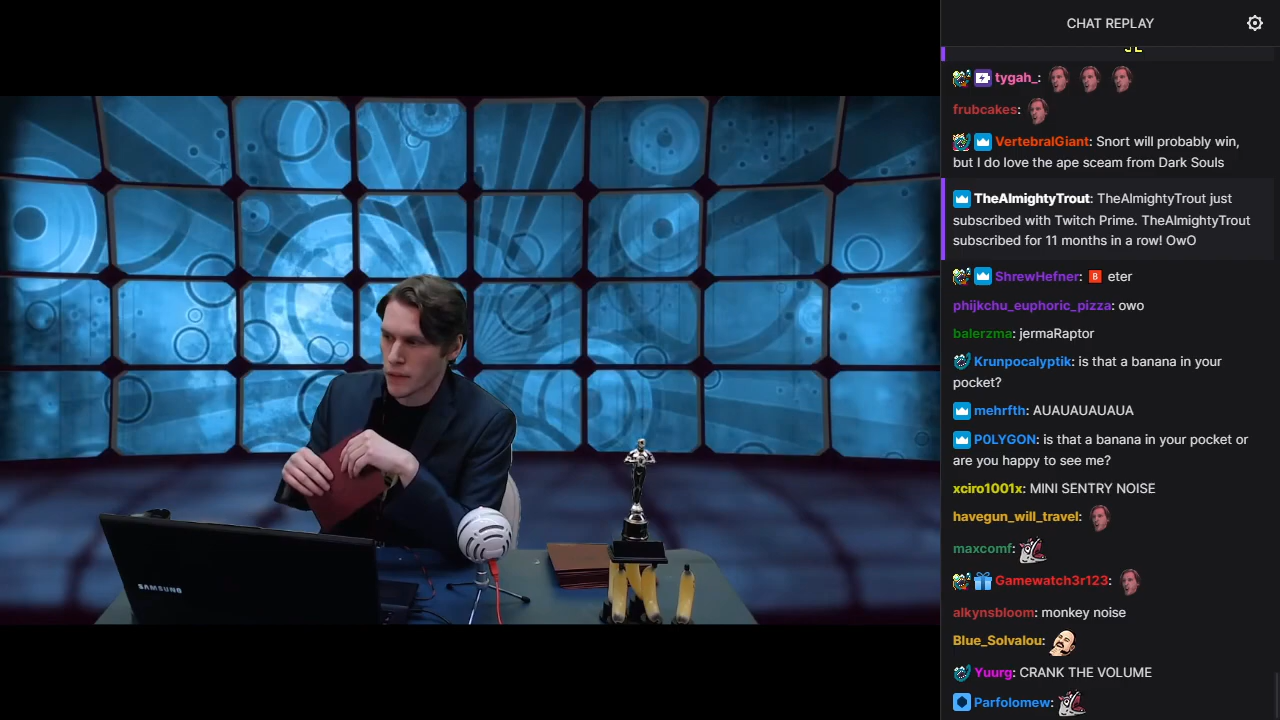 CHAT REPLAY
tygah_:
frubcakes:
VertebralGiant: Snort will probably win,
but I do love the ape sceam from Dark Souls
TheAlmightyTrout: TheAlmightyTrout just
subscribed with Twitch Prime. TheAlmightyTrout
subscribed for 11 months in a row! OwO
ShrewHefner: B eter
phijkchu_euphoric_pizza: owo
balerzma: jermaRaptor
Krunpocalyptik: is that a banana in your
pocket?
mehrfth: AUAUAUAUAUA
P0LYGON: is that a banana in your pocket or
are you happy to see me?
xciro1001x: MINI SENTRY NOISE
havegun_will_travel:
maxcomf:
Gamewatch3r123:
alkynsbloom: monkey noise
Blue_Solvalou:
Yuurg: CRANK THE VOLUME
Parfolomew:
SAMSUNG